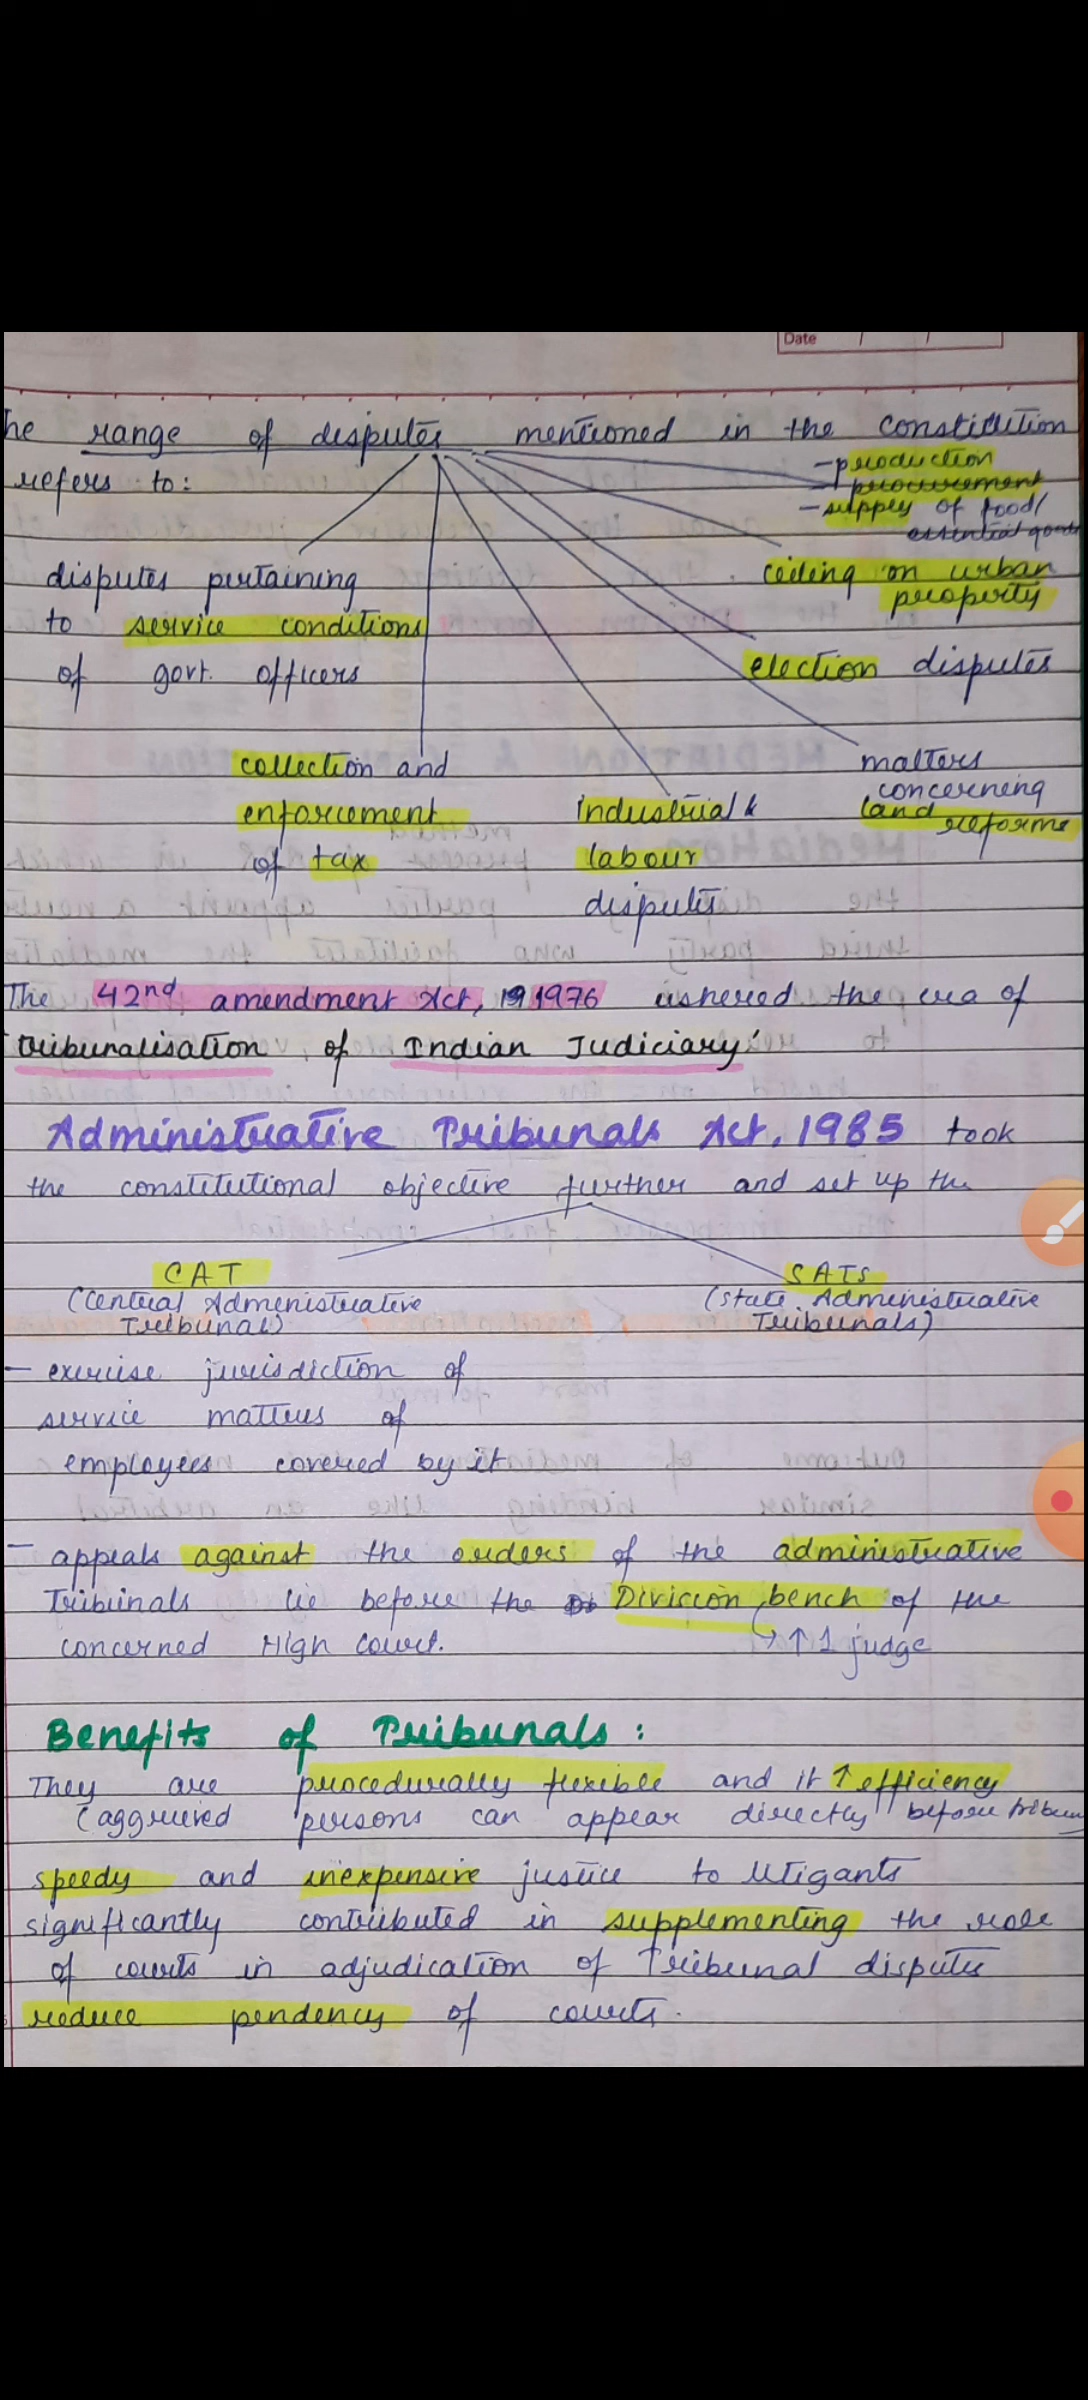 Date / /
he range of disputes mentioned in the constitution
refers to:
- production
- procurement
- supply of food/
essential goods
disputes pertaining
to service conditions
of govt. officers
ceiling on urban
property
election disputes
collection and
enforcement
of tax
industrial &
labour
disputes
matters
concerning
land
reforms
The 42nd amendment Act, 1976 ushered the era of
'tribunalisation of Indian Judiciary'
Administrative Tribunals Act, 1985 took
the constitutional objective further and set up the
CAT
(Central Administrative
Tribunal)
SATs
(State Administrative
Tribunals)
- exercise jurisdiction of
service matters of
employees covered by it
- appeals against the orders of the administrative
Tribunals lie before the Division bench of the
concerned High court.
↳ ↑ 1 judge
Benefits of Tribunals:
They are procedurally flexible and it ↑ efficiency
(aggrieved persons can appear directly before
speedy and inexpensive justice to litigants
significantly contributed in supplementing the role
of courts in adjudication of Tribunal disputes
reduce pendency of courts.